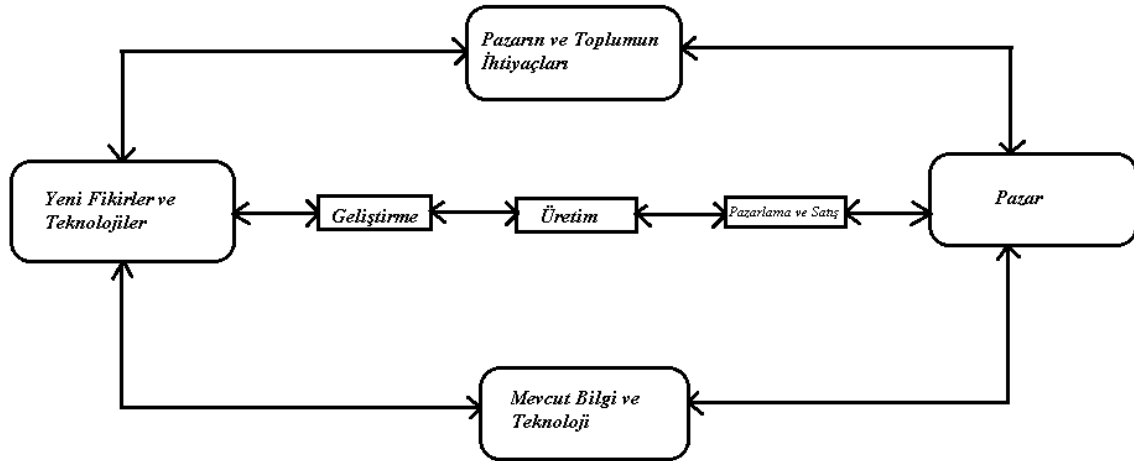 Pazarın ve Toplumun
İhtiyaçları
Yeni Fikirler ve
Teknolojiler
Geliştirme
Üretim
Pazarlama ve Satış
Pazar
Mevcut Bilgi ve
Teknoloji